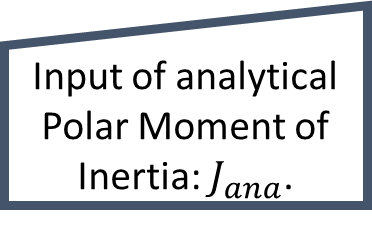 Input of analytical
Polar Moment of
Inertia: J_ana.